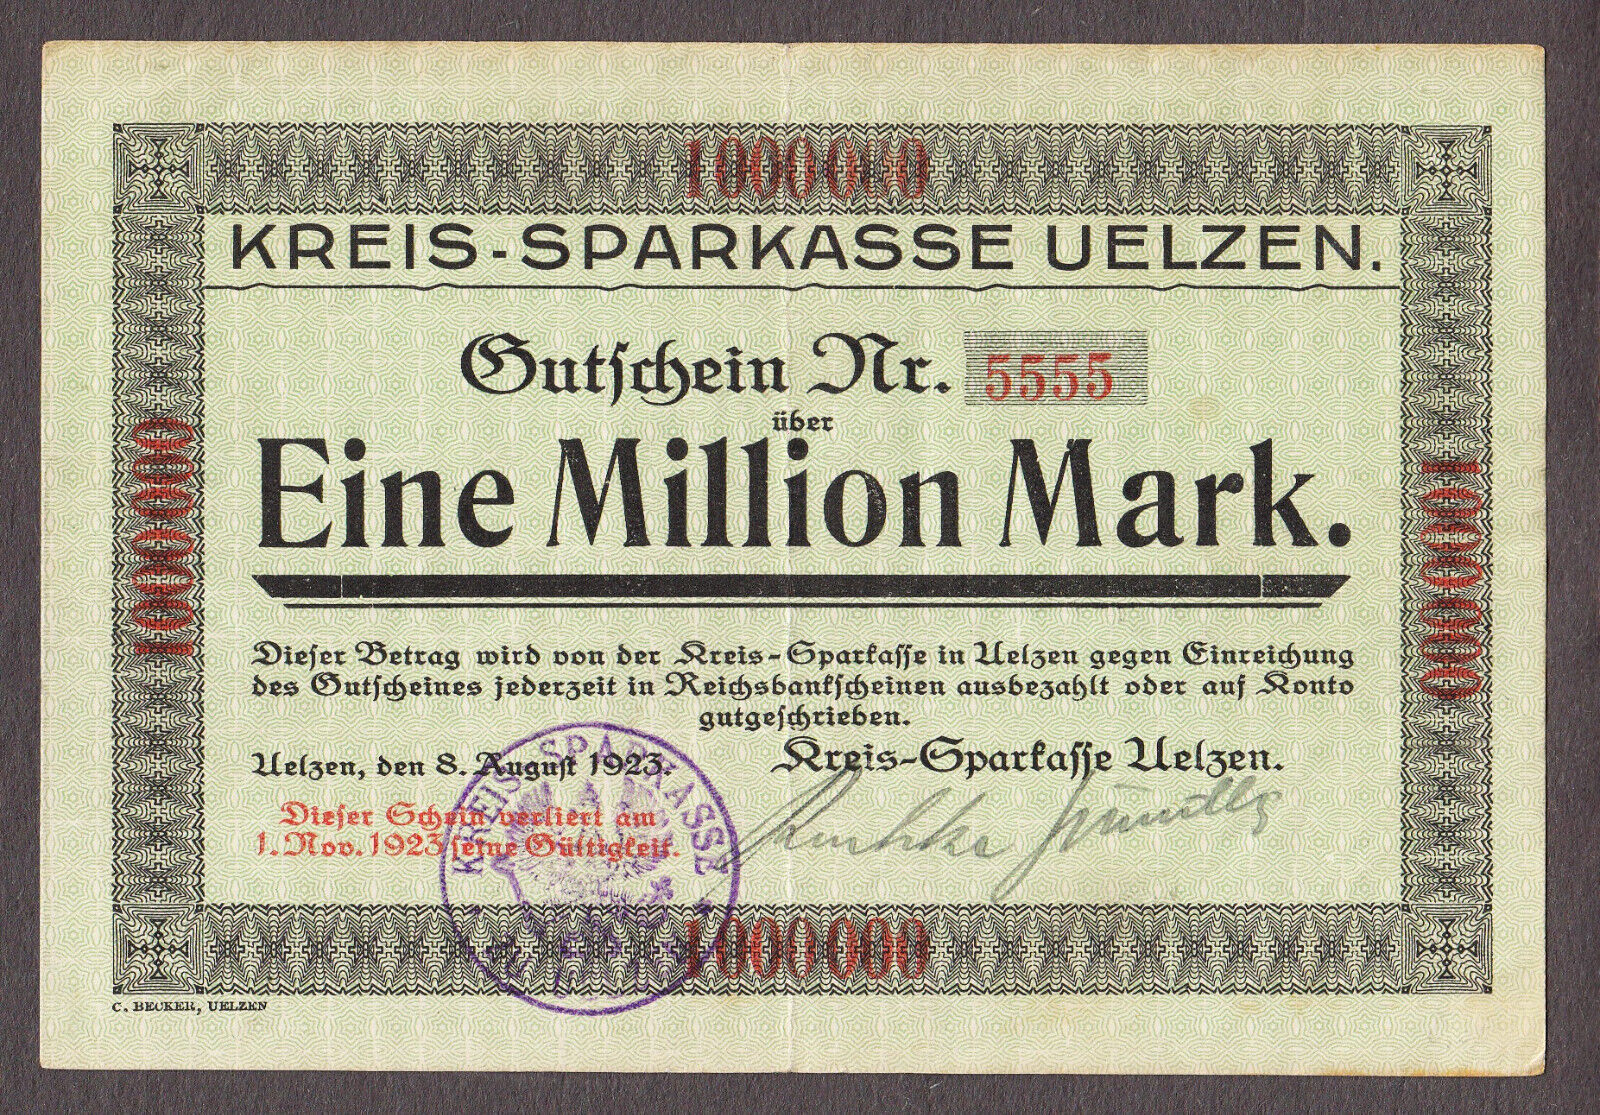 1000000
KREIS-SPARKASSE UELZEN.
Gutschein Nr. 5555
über
Eine Million Mark.
1000000
1000000
Dieser Betrag wird von der Kreis-Sparkasse in Uelzen gegen Einreichung
des Gutscheines jederzeit in Reichsbankscheinen ausbezahlt oder auf Konto
gutgeschrieben.
Uelzen, den 8. August 1923.
Kreis-Sparkasse Uelzen.
Dieser Schein verliert am
1. Nov. 1923 seine Gültigkeit.
KREIS-SPARKASSE
1000000
C. BECKER, UELZEN